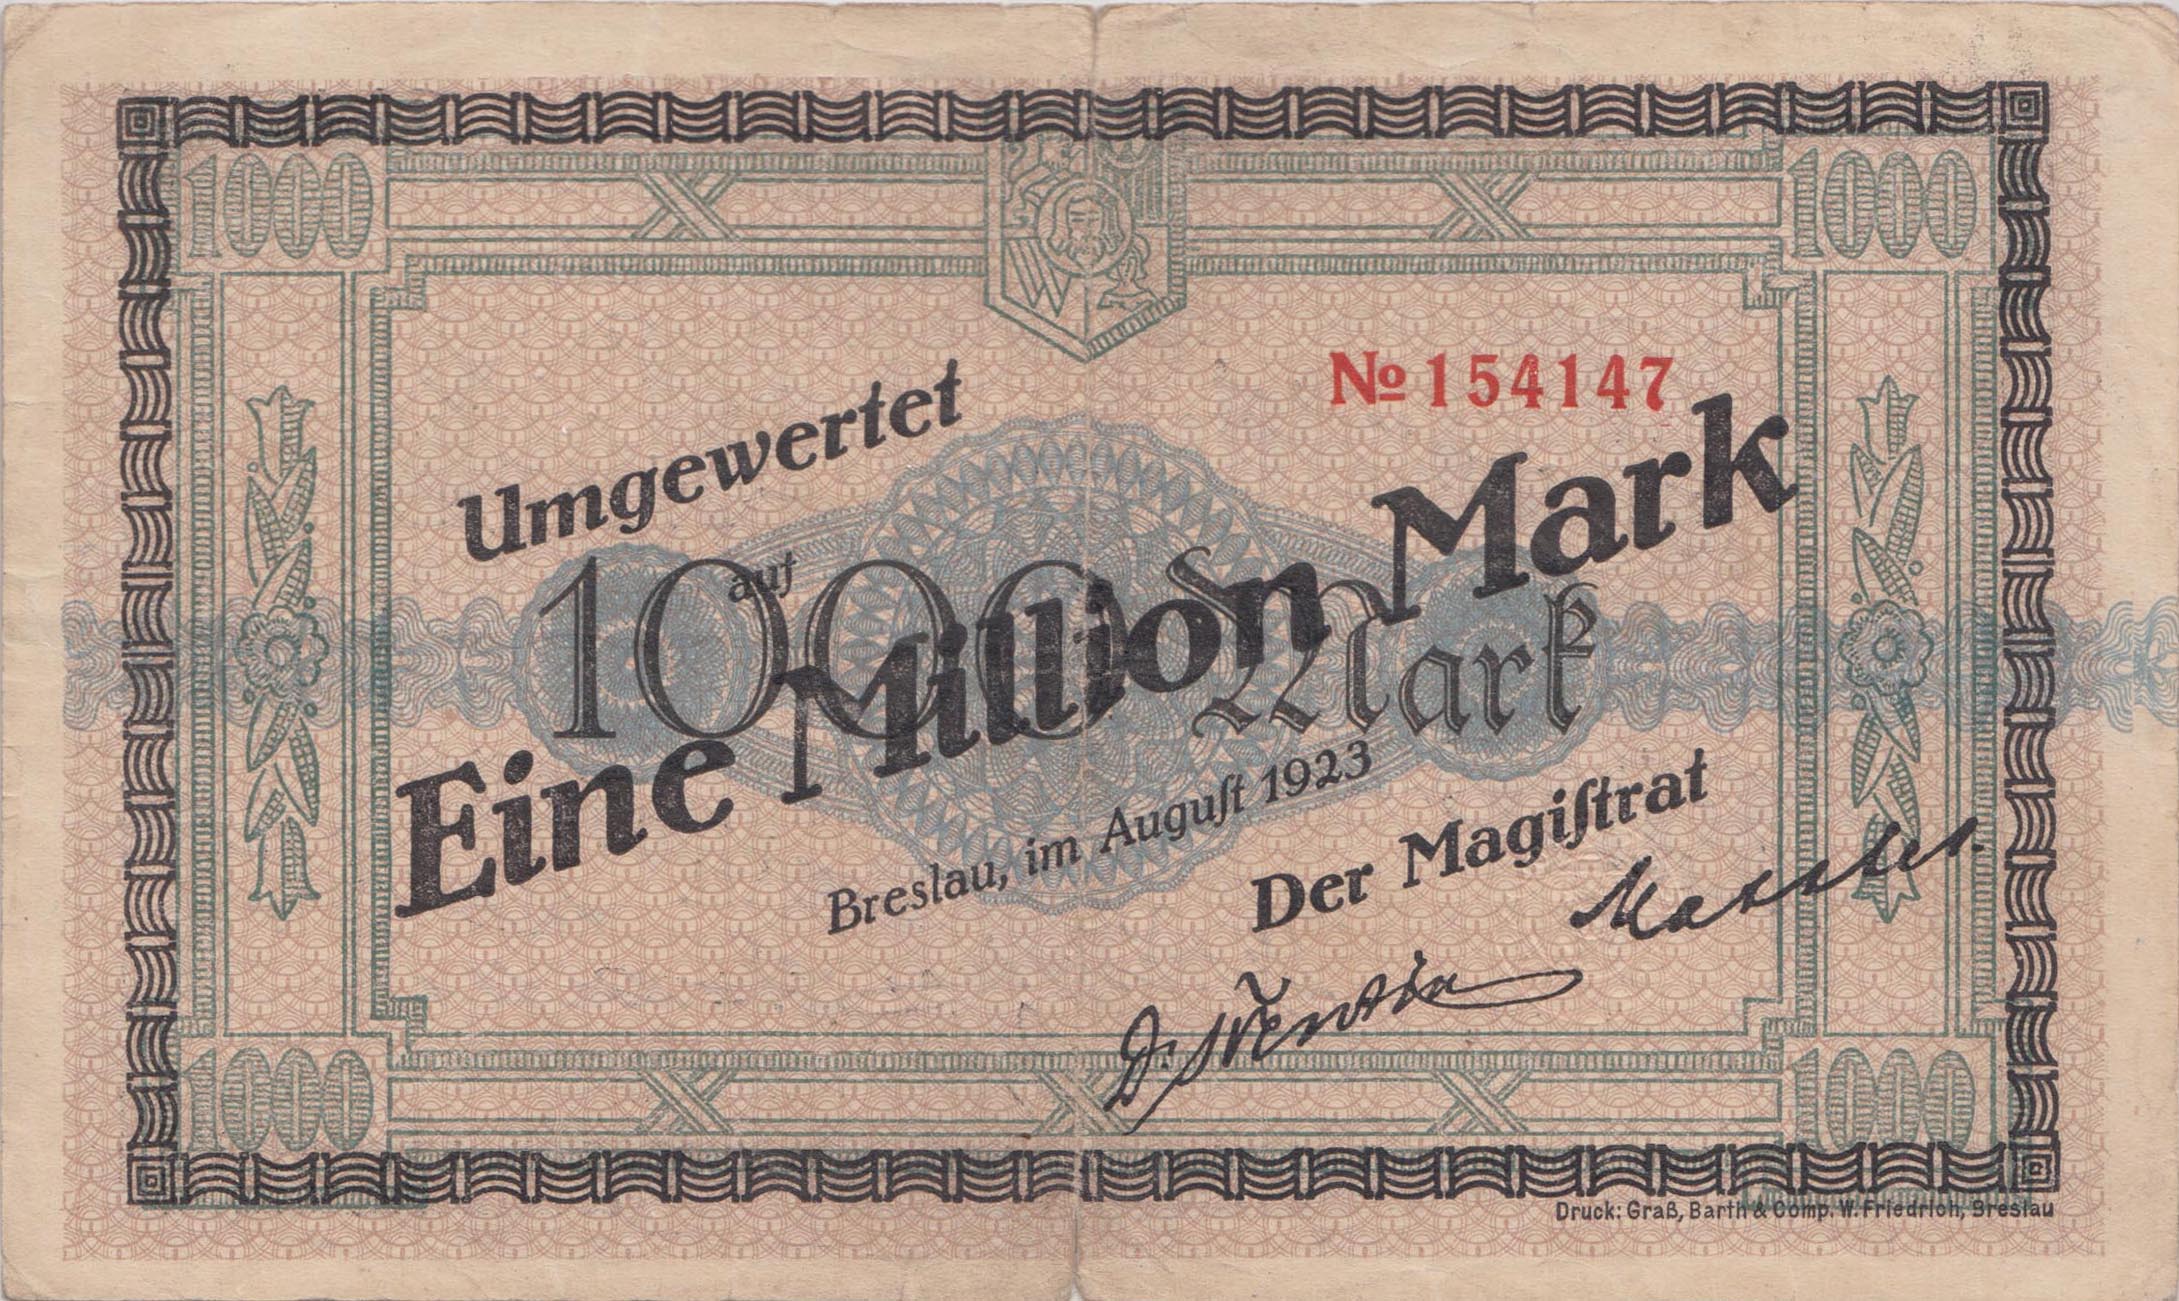 1000 1000
№ 154147
Umgewertet
auf
1000 Mark
Eine Million Mark
Breslau, im Auguſt 1923
Der Magiſtrat
W
1000 1000
Druck: Graß, Barth & Comp. W. Friedrich, Breslau